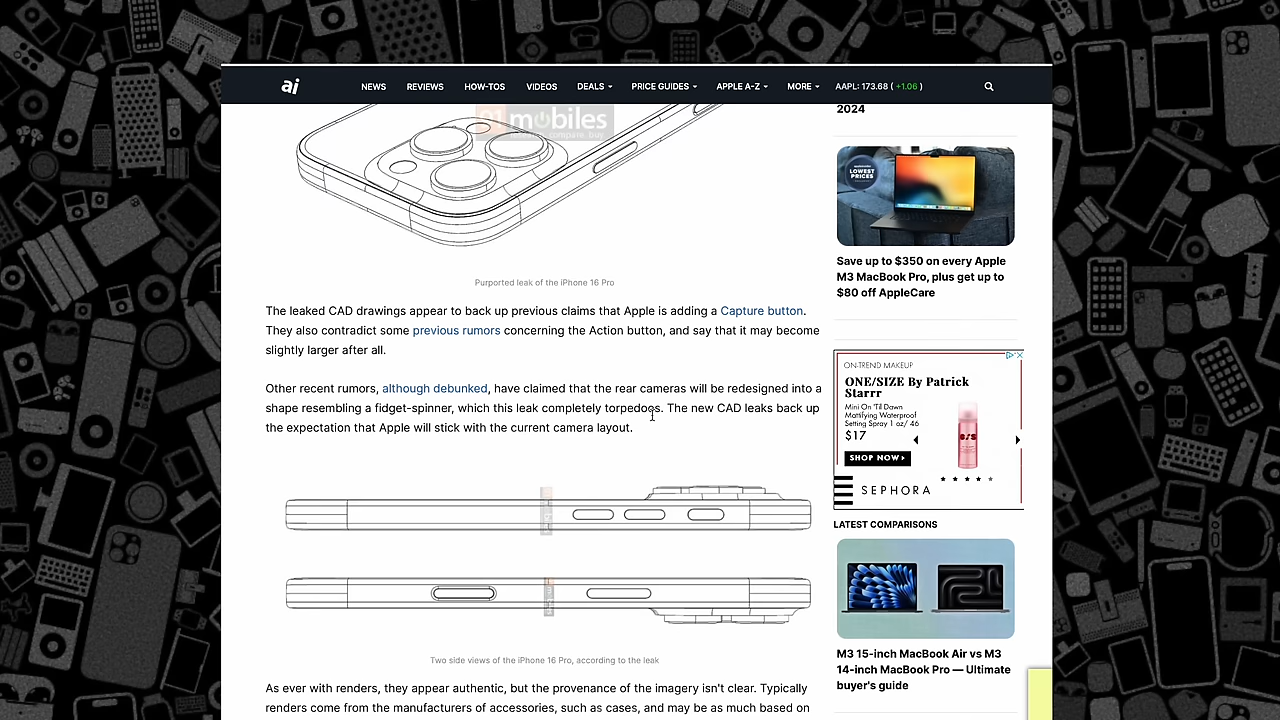 ai
NEWS
REVIEWS
HOW-TOS
VIDEOS
DEALS
PRICE GUIDES
APPLE A-Z
MORE
AAPL: 173.68 ( +1.06 )
91mobiles
Purported leak of the iPhone 16 Pro
The leaked CAD drawings appear to back up previous claims that Apple is adding a Capture button.
They also contradict some previous rumors concerning the Action button, and say that it may become
slightly larger after all.
Other recent rumors, although debunked, have claimed that the rear cameras will be redesigned into a
shape resembling a fidget-spinner, which this leak completely torpedoes. The new CAD leaks back up
the expectation that Apple will stick with the current camera layout.
Two side views of the iPhone 16 Pro, according to the leak
As ever with renders, they appear authentic, but the provenance of the imagery isn't clear. Typically
renders come from the manufacturers of accessories, such as cases, and may be as much based on
2024
LOWEST
PRICES
Save up to $350 on every Apple
M3 MacBook Pro, plus get up to
$80 off AppleCare
ON-TREND MAKEUP
ONE/SIZE By Patrick
Starrr
Mini On 'Til Dawn
Mattifying Waterproof
Setting Spray 1 oz/ 46
$17
SHOP NOW
SEPHORA
LATEST COMPARISONS
M3 15-inch MacBook Air vs M3
14-inch MacBook Pro — Ultimate
buyer's guide